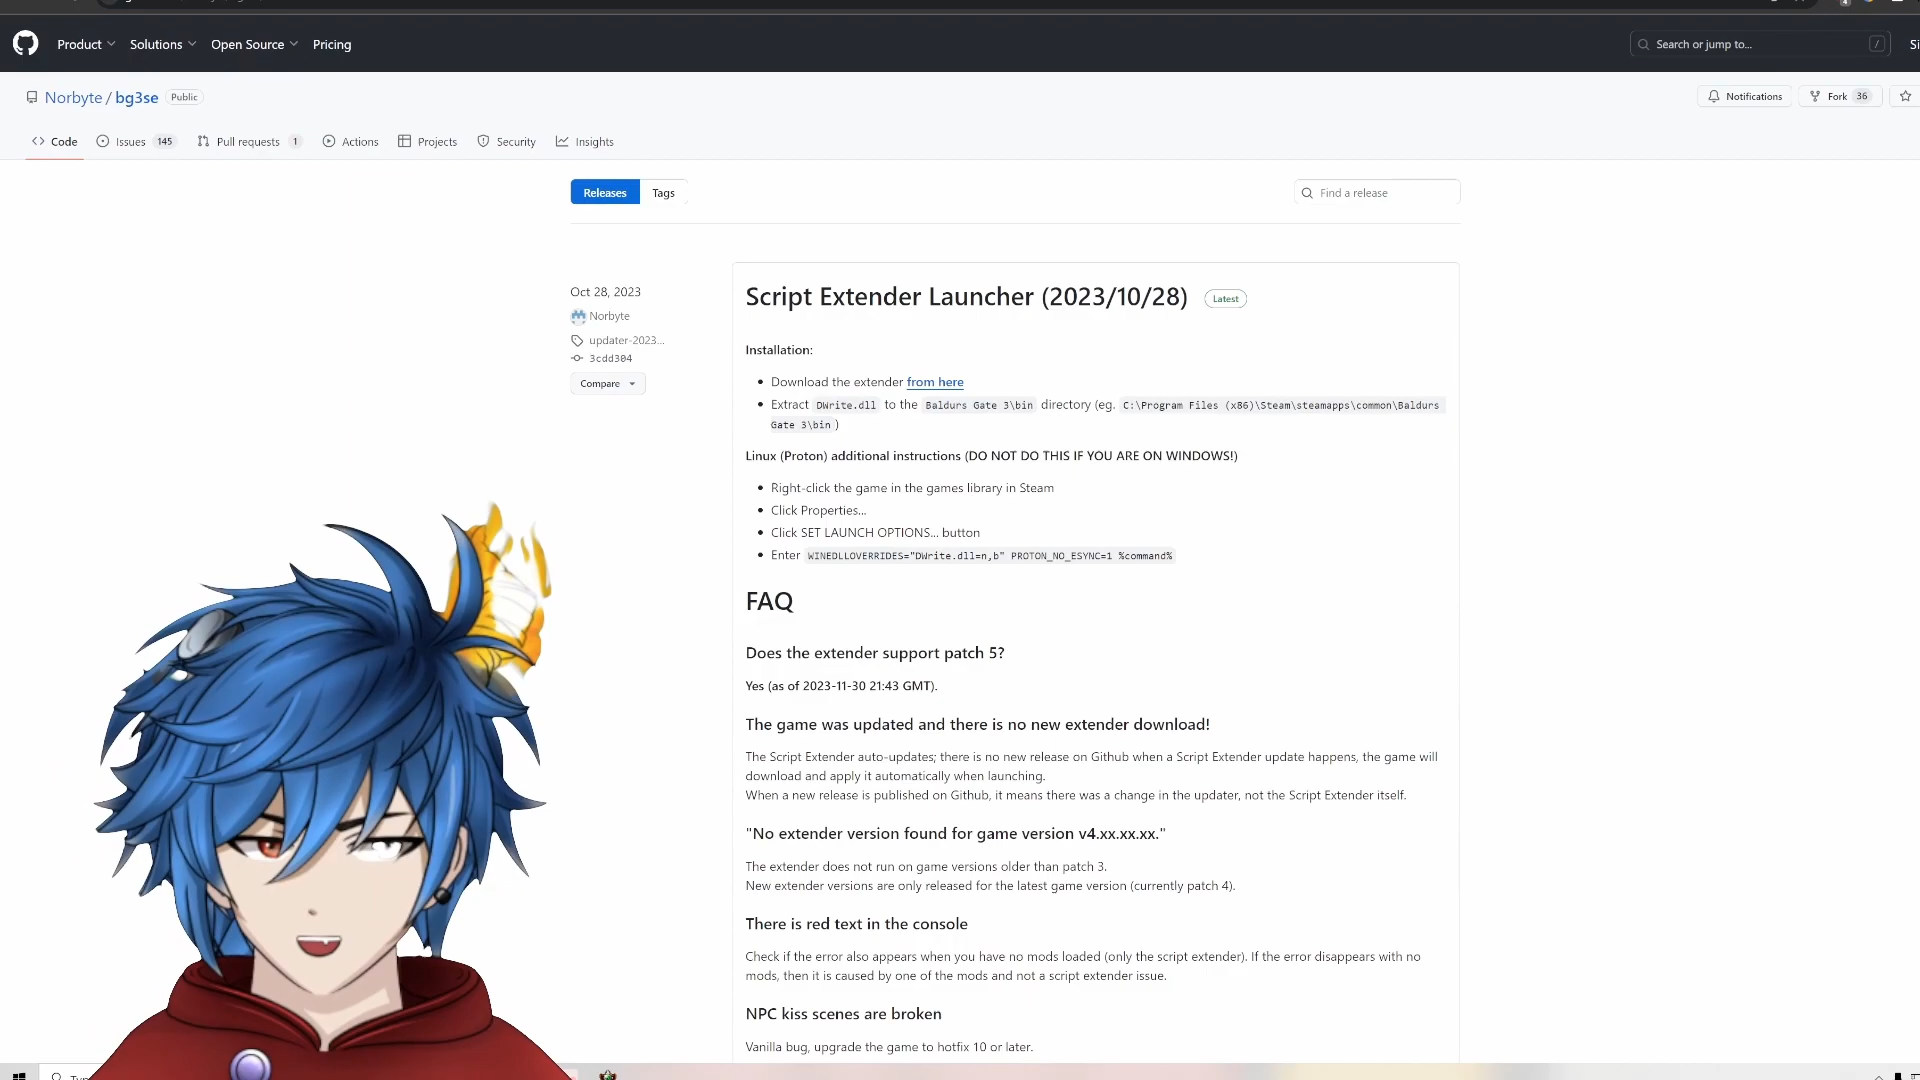 Product
Solutions
Open Source
Pricing
Search or jump to...
/
Norbyte / bg3se
Public
Notifications
Fork 36
Code
Issues 145
Pull requests 1
Actions
Projects
Security
Insights
Releases
Tags
Find a release
Oct 28, 2023
Norbyte
updater-2023...
3cdd304
Compare
Script Extender Launcher (2023/10/28)
Latest
Installation:
Download the extender from here
Extract DWrite.dll to the Baldurs Gate 3\bin directory (eg. C:\Program Files (x86)\Steam\steamapps\common\Baldurs
Gate 3\bin )
Linux (Proton) additional instructions (DO NOT DO THIS IF YOU ARE ON WINDOWS!)
Right-click the game in the games library in Steam
Click Properties...
Click SET LAUNCH OPTIONS... button
Enter WINEDLLOVERRIDES="DWrite.dll=n,b" PROTON_NO_ESYNC=1 %command%
FAQ
Does the extender support patch 5?
Yes (as of 2023-11-30 21:43 GMT).
The game was updated and there is no new extender download!
The Script Extender auto-updates; there is no new release on Github when a Script Extender update happens, the game will
download and apply it automatically when launching.
When a new release is published on Github, it means there was a change in the updater, not the Script Extender itself.
"No extender version found for game version v4.xx.xx.xx."
The extender does not run on game versions older than patch 3.
New extender versions are only released for the latest game version (currently patch 4).
There is red text in the console
Check if the error also appears when you have no mods loaded (only the script extender). If the error disappears with no
mods, then it is caused by one of the mods and not a script extender issue.
NPC kiss scenes are broken
Vanilla bug, upgrade the game to hotfix 10 or later.